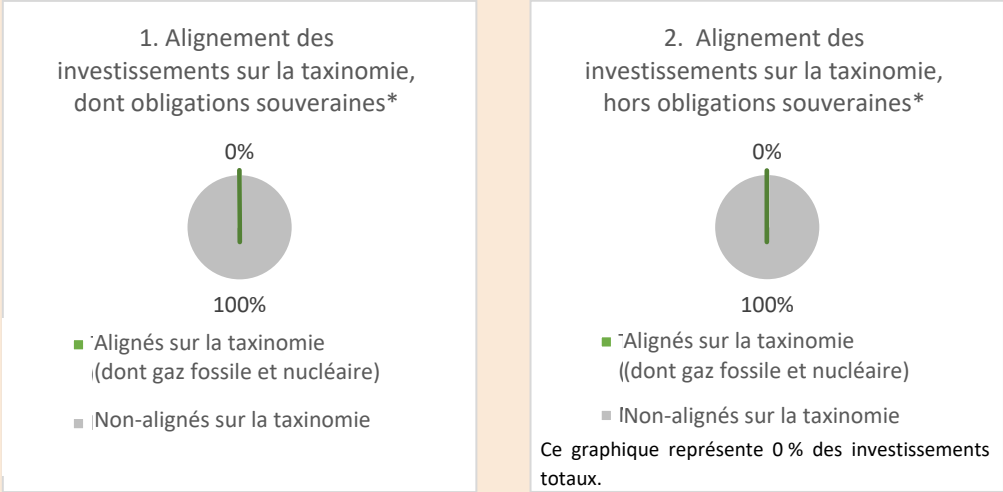 1. Alignement des
investissements sur la taxinomie,
dont obligations souveraines*
0%
100%
Alignés sur la taxinomie
(dont gaz fossile et nucléaire)
Non-alignés sur la taxinomie
2. Alignement des
investissements sur la taxinomie,
hors obligations souveraines*
0%
100%
Alignés sur la taxinomie
((dont gaz fossile et nucléaire)
Non-alignés sur la taxinomie
Ce graphique représente 0 % des investissements
totaux.